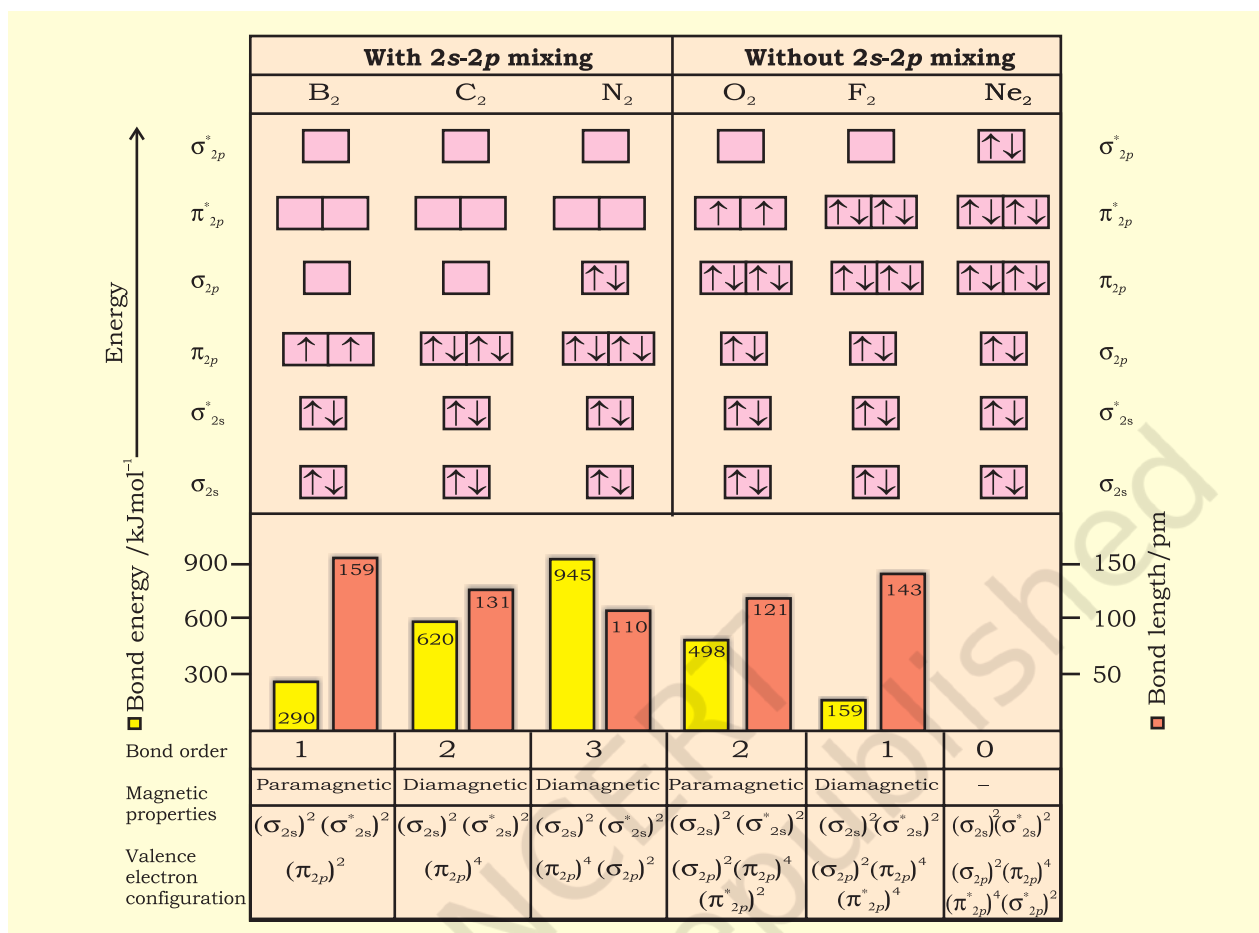 With 2s-2p mixing Without 2s-2p mixing
B₂ C₂ N₂ O₂ F₂ Ne₂
σ*₂p ↑↓ σ*₂p
π*₂p ↑ ↑ ↑↓ ↑↓ ↑↓ ↑↓ π*₂p
σ₂p ↑↓ ↑↓ ↑↓ ↑↓ ↑↓ ↑↓ ↑↓ π₂p
π₂p ↑ ↑ ↑↓ ↑↓ ↑↓ ↑↓ ↑↓ ↑↓ ↑↓ σ₂p
σ*₂s ↑↓ ↑↓ ↑↓ ↑↓ ↑↓ ↑↓ σ*₂s
σ₂s ↑↓ ↑↓ ↑↓ ↑↓ ↑↓ ↑↓ σ₂s
Energy
Bond energy /kJmol⁻¹
900
600
300
290 159 620 131 945 110 498 121 159 143
150
100
50
Bond length/pm
Bond order 1 2 3 2 1 0
Magnetic properties Paramagnetic Diamagnetic Diamagnetic Paramagnetic Diamagnetic –
Valence
electron
configuration
(σ₂s)² (σ*₂s)² (σ₂s)² (σ*₂s)² (σ₂s)² (σ*₂s)² (σ₂s)² (σ*₂s)² (σ₂s)² (σ*₂s)² (σ₂s)² (σ*₂s)²
(π₂p)² (π₂p)⁴ (π₂p)⁴ (σ₂p)² (σ₂p)² (π₂p)⁴ (σ₂p)² (π₂p)⁴ (σ₂p)² (π₂p)⁴
(π*₂p)² (π*₂p)⁴ (π*₂p)⁴ (σ*₂p)²
NCERT
republished